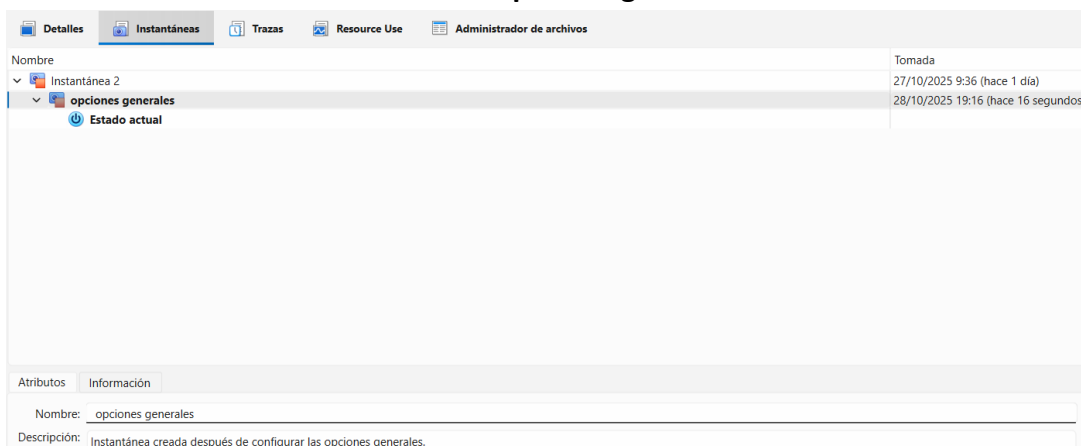 Detalles Instantáneas Trazas Resource Use Administrador de archivos
Nombre Tomada
Instantánea 2 27/10/2025 9:36 (hace 1 día)
opciones generales 28/10/2025 19:16 (hace 16 segundos
Estado actual
Atributos Información
Nombre: opciones generales
Descripción: Instantánea creada después de configurar las opciones generales.